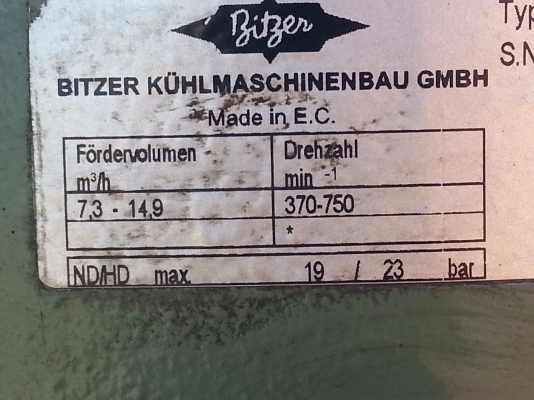 Bitzer
Typ
S.N
BITZER KÜHLMASCHINENBAU GMBH
Made in E.C.
Fördervolumen Drehzahl
m³/h min -1
7,3 - 14,9 370-750
*
ND/HD max 19 / 23 bar